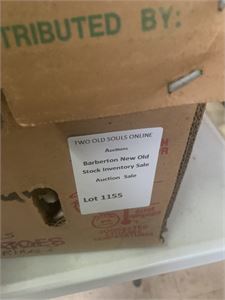 TRIBUTED BY:
TWO OLD SOULS ONLINE
Auctions
Barberton New Old
Stock Inventory Sale
Auction Sale
Lot 1155